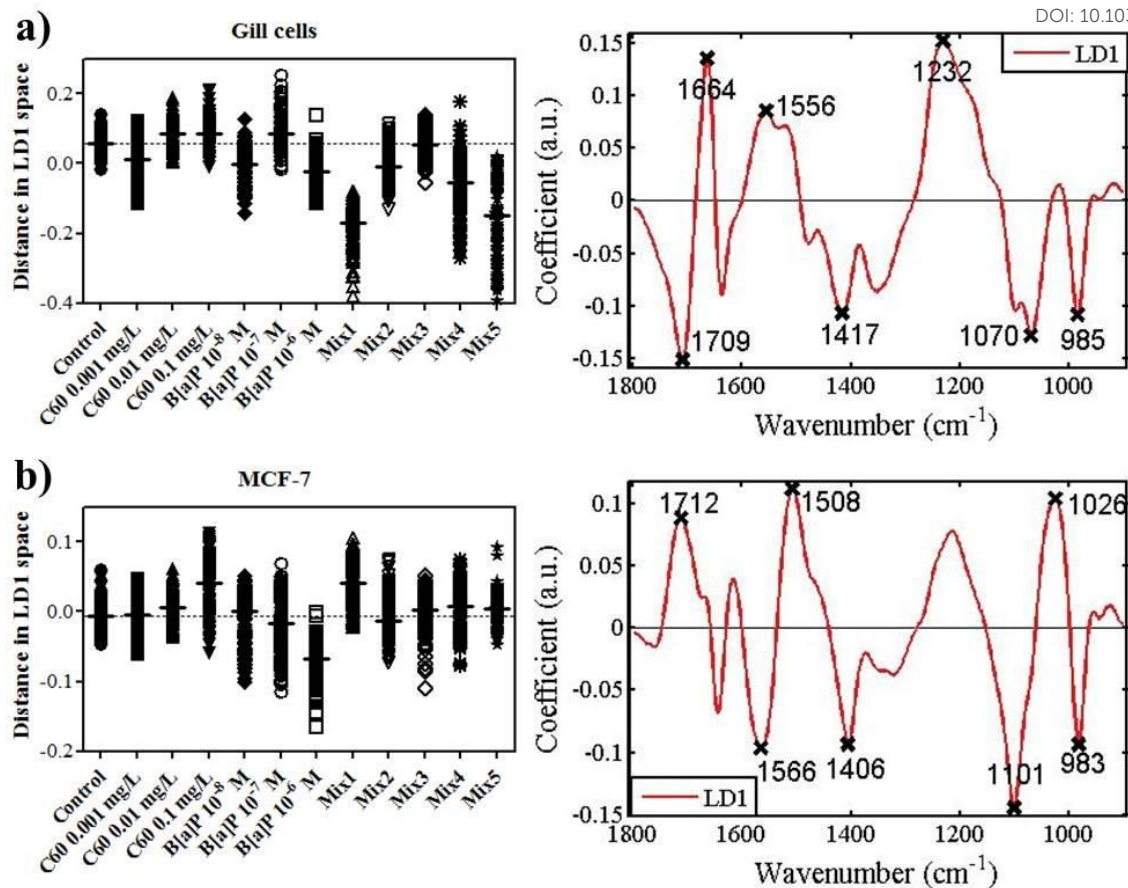 DOI: 10.103
a)
Gill cells
Distance in LD1 space
0.2
0.0
-0.2
-0.4
Control
C60 0.001 mg/L
C60 0.01 mg/L
C60 0.1 mg/L
B[a]P 10⁻⁸ M
B[a]P 10⁻⁷ M
B[a]P 10⁻⁶ M
Mix1
Mix2
Mix3
Mix4
Mix5
Coefficient (a.u.)
0.15
0.1
0.05
0
-0.05
-0.1
-0.15
LD1
1664
1556
1232
1709
1417
1070
985
1800
1600
1400
1200
1000
Wavenumber (cm⁻¹)
b)
MCF-7
Distance in LD1 space
0.1
0.0
-0.1
-0.2
Control
C60 0.001 mg/L
C60 0.01 mg/L
C60 0.1 mg/L
B[a]P 10⁻⁸ M
B[a]P 10⁻⁷ M
B[a]P 10⁻⁶ M
Mix1
Mix2
Mix3
Mix4
Mix5
Coefficient (a.u.)
0.1
0.05
0
-0.05
-0.1
-0.15
1712
1508
1026
1566
1406
1101
983
LD1
1800
1600
1400
1200
1000
Wavenumber (cm⁻¹)